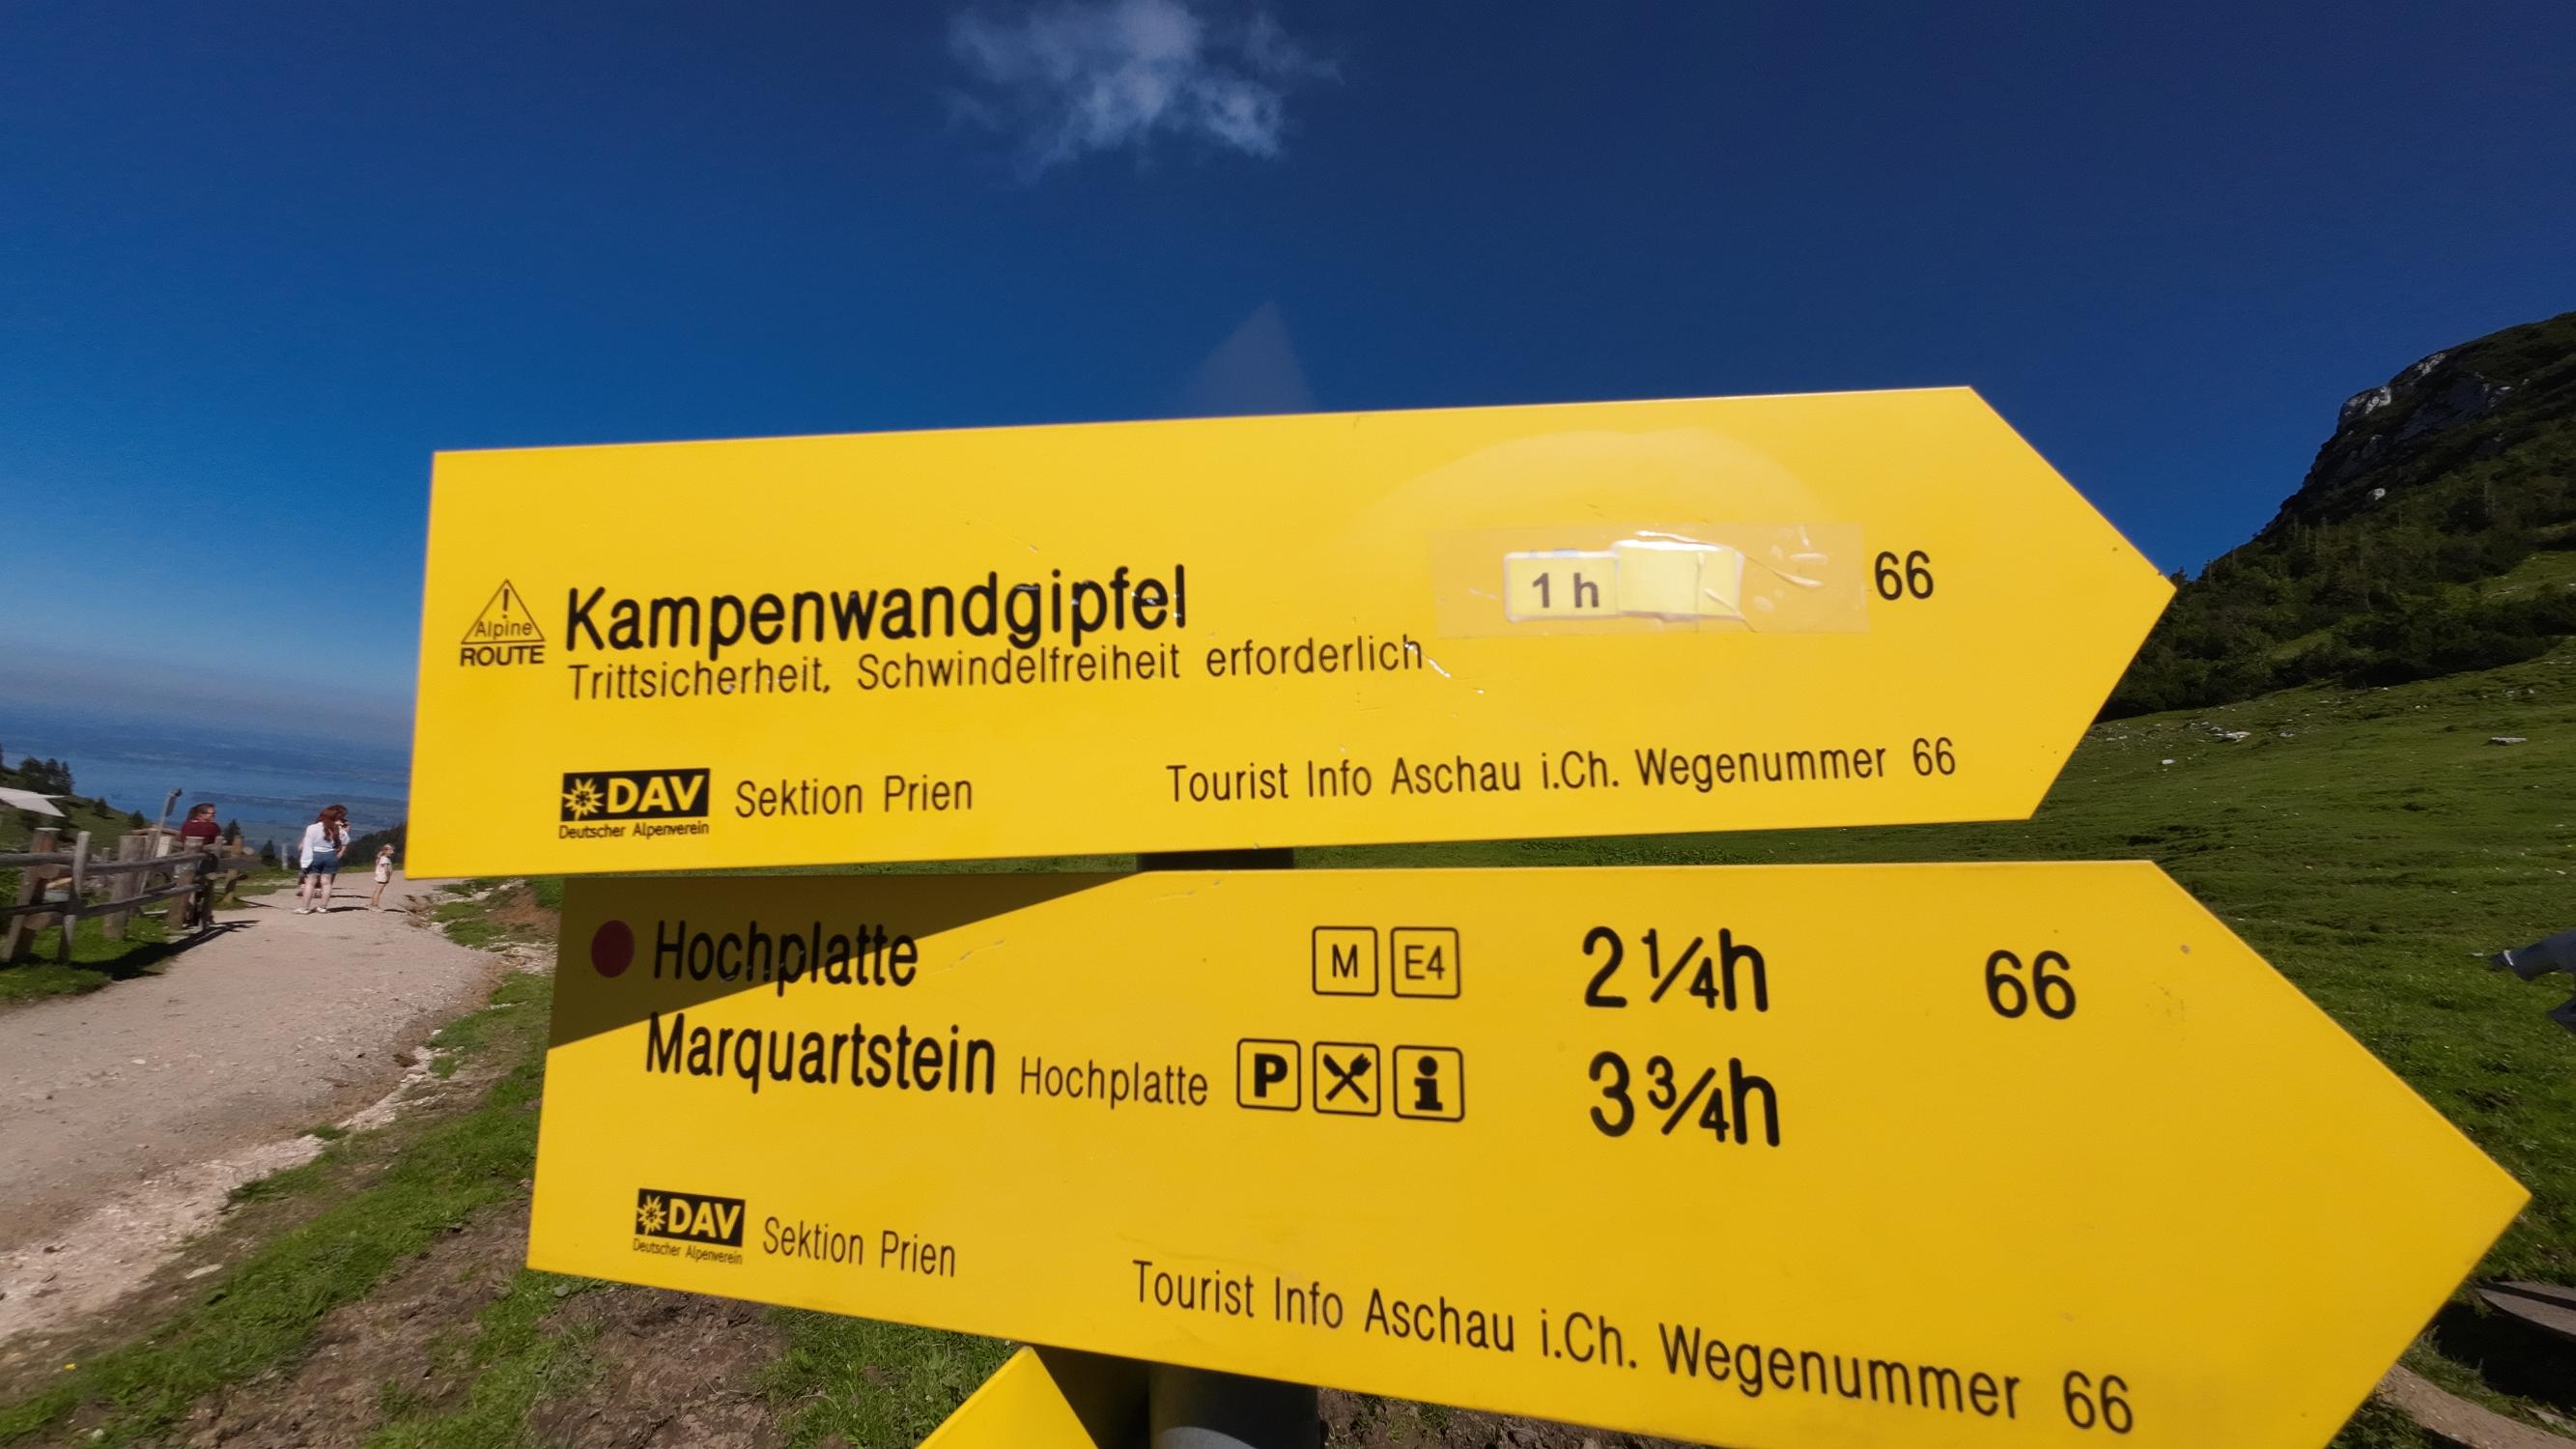 Kampenwandgipfel 1 h 66
! Alpine
ROUTE
Trittsicherheit, Schwindelfreiheit erforderlich
DAV
Deutscher Alpenverein
Sektion Prien
Tourist Info Aschau i.Ch. Wegenummer 66
Hochplatte M E4 2¼h 66
Marquartstein Hochplatte P i 3¾h
DAV
Deutscher Alpenverein
Sektion Prien
Tourist Info Aschau i.Ch. Wegenummer 66